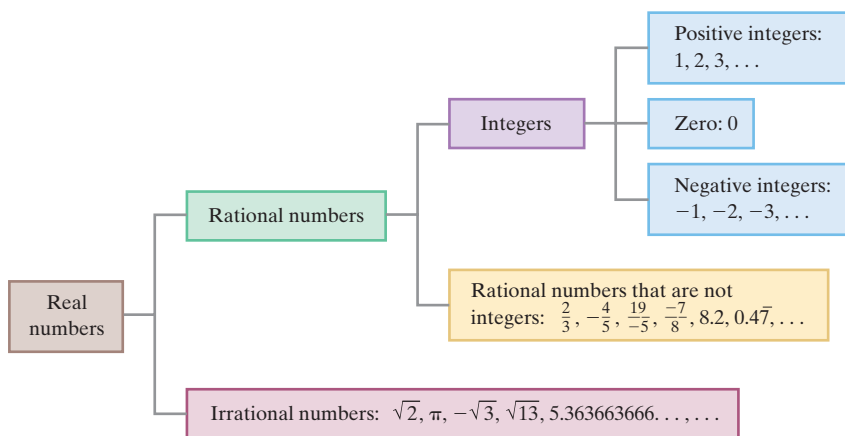 Positive integers:
1, 2, 3, . . .
Integers
Zero: 0
Negative integers:
−1, −2, −3, . . .
Rational numbers
Real
numbers
Rational numbers that are not
integers: 2/3, −4/5, 19/−5, −7/8, 8.2, 0.47̅, . . .
Irrational numbers: √2, π, −√3, √13, 5.363663666. . . , . . .